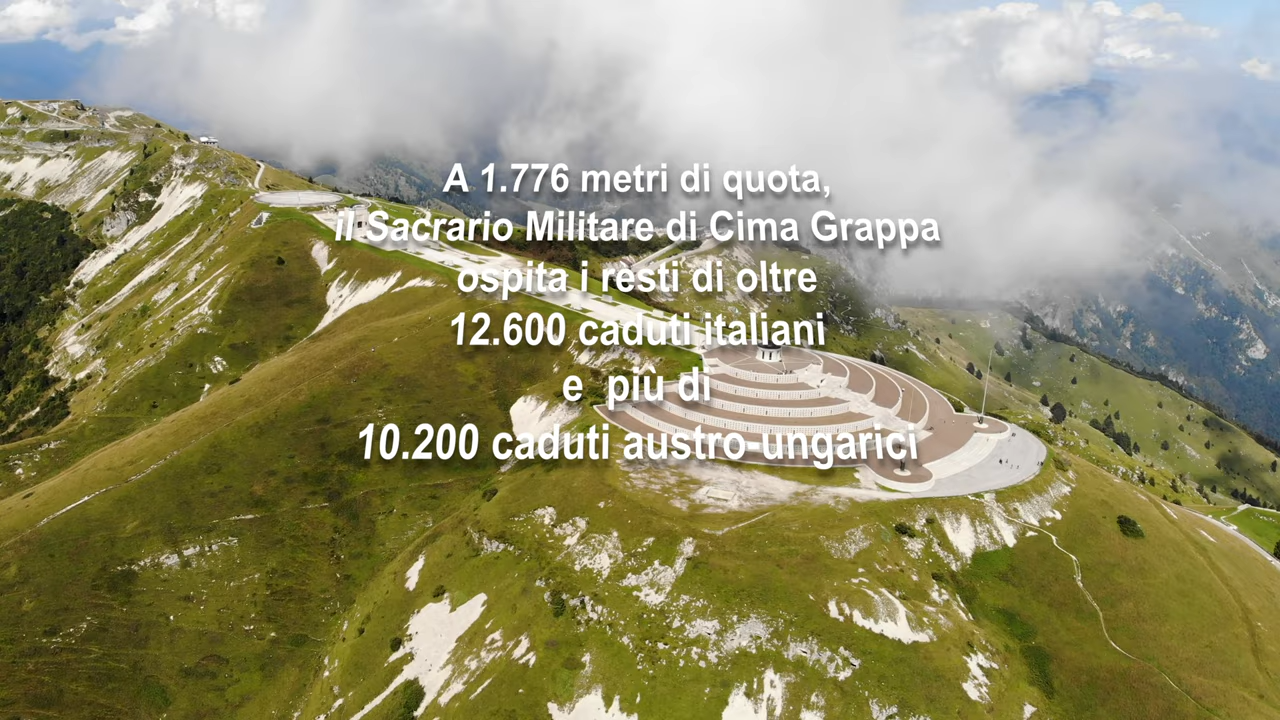 A 1.776 metri di quota,
il Sacrario Militare di Cima Grappa
ospita i resti di oltre
12.600 caduti italiani
e più di
10.200 caduti austro-ungarici